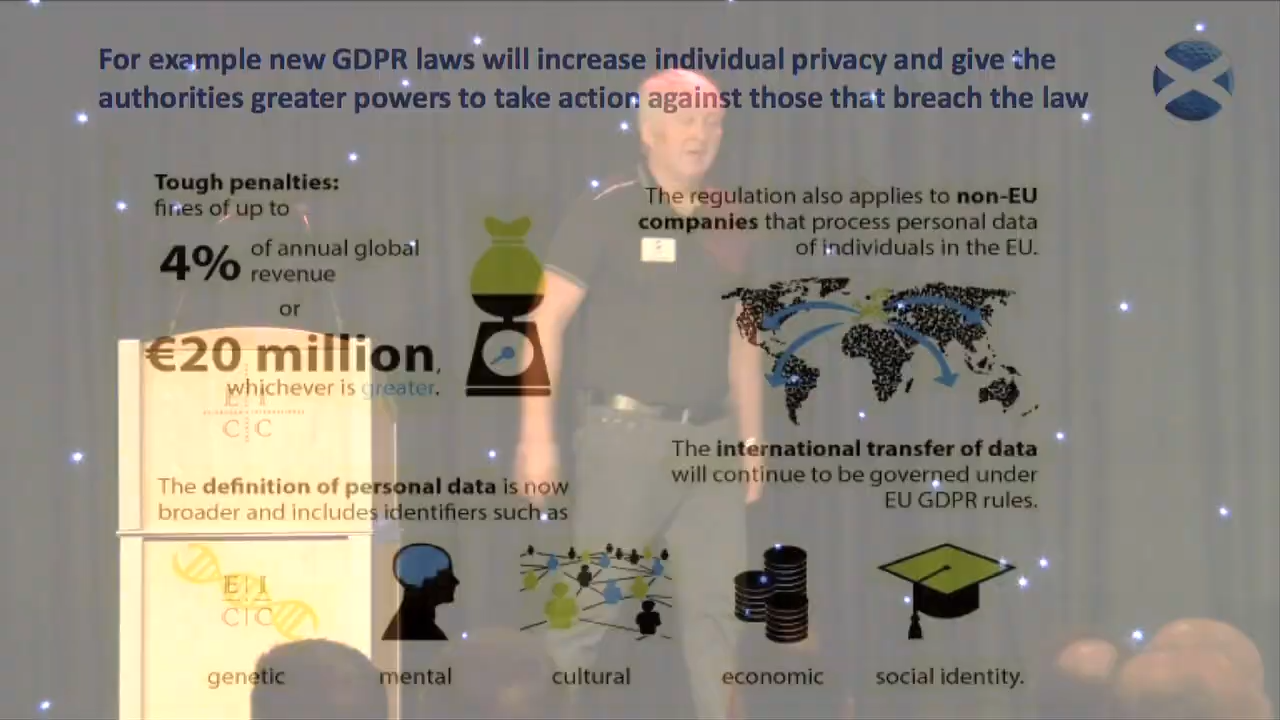 For example new GDPR laws will increase individual privacy and give the
authorities greater powers to take action against those that breach the law
Tough penalties:
fines of up to
4%
of annual global
revenue
or
€20 million,
whichever is greater.
The regulation also applies to non-EU
companies that process personal data
of individuals in the EU.
The international transfer of data
will continue to be governed under
EU GDPR rules.
The definition of personal data is now
broader and includes identifiers such as
genetic
mental
cultural
economic
social identity.
E I
C C
E I
C C